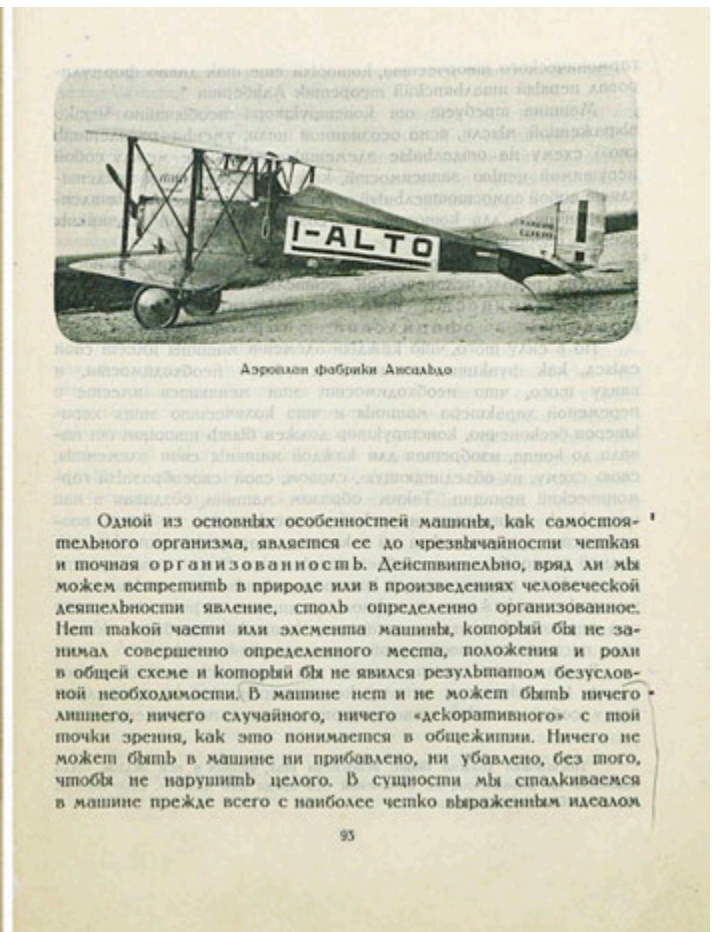 I-ALTO
Аэроплан фабрики Ансальдо
Одной из основных особенностей машины, как самостоя-
тельного организма, является ее до чрезвычайности четкая
и точная организованность. Действительно, вряд ли мы
можем встретить в природе или в произведениях человеческой
деятельности явление, столь определенно организованное.
Нет такой части или элемента машины, который бы не за-
нимал совершенно определенного места, положения и роли
в общей схеме и который бы не явился результатом безуслов-
ной необходимости. В машине нет и не может быть ничего
лишнего, ничего случайного, ничего «декоративного» с той
точки зрения, как это понимается в общежитии. Ничего не
может быть в машине ни прибавлено, ни убавлено, без того,
чтобы не нарушить целого. В сущности мы сталкиваемся
в машине прежде всего с наиболее четко выраженным идеалом
93